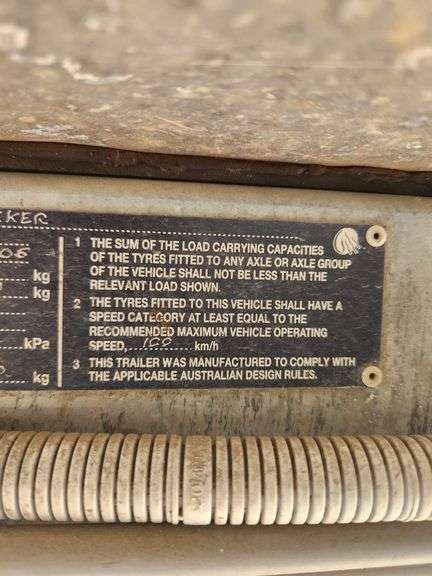 EKER
06
kg
kg
kPa
kg
1 THE SUM OF THE LOAD CARRYING CAPACITIES
OF THE TYRES FITTED TO ANY AXLE OR AXLE GROUP
OF THE VEHICLE SHALL NOT BE LESS THAN THE
RELEVANT LOAD SHOWN.
2 THE TYRES FITTED TO THIS VEHICLE SHALL HAVE A
SPEED CATEGORY AT LEAST EQUAL TO THE
RECOMMENDED MAXIMUM VEHICLE OPERATING
SPEED,....100....... km/h
3 THIS TRAILER WAS MANUFACTURED TO COMPLY WITH
THE APPLICABLE AUSTRALIAN DESIGN RULES.